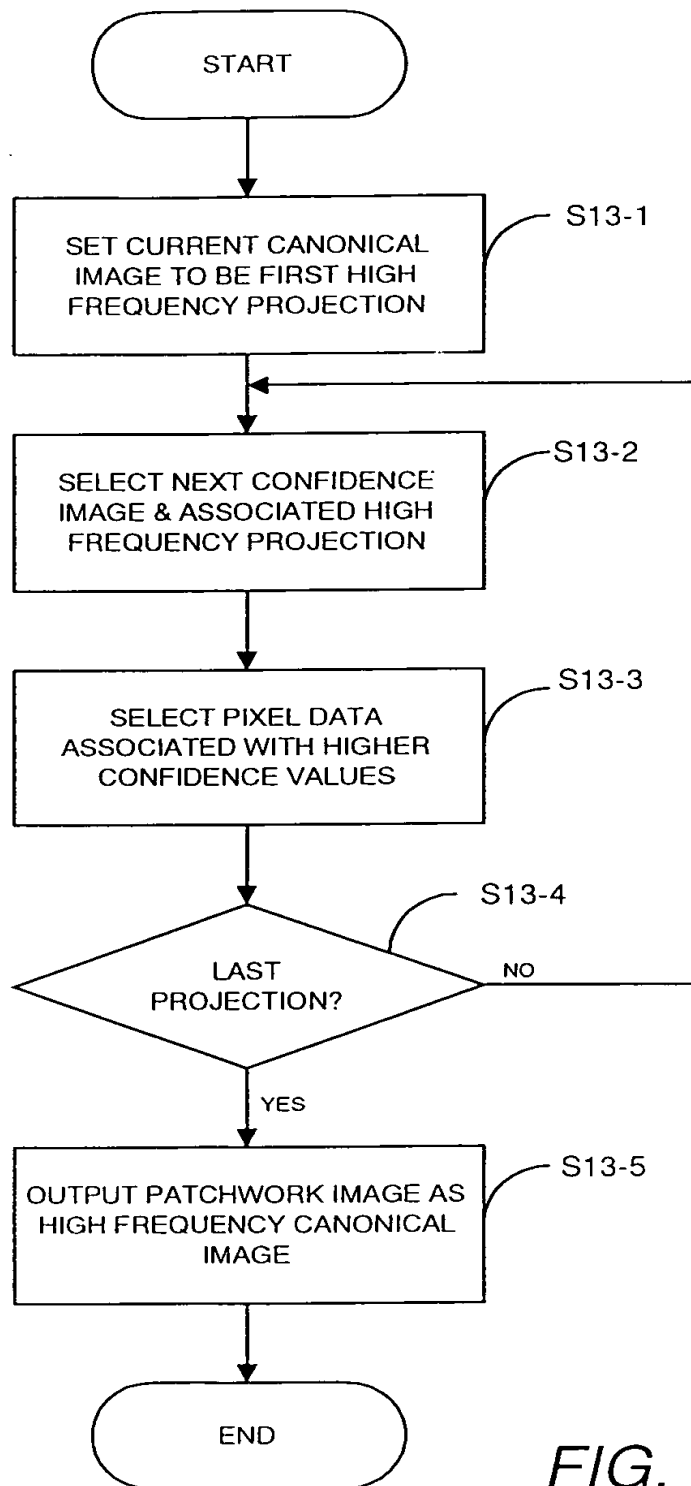 START
S13-1
SET CURRENT CANONICAL
IMAGE TO BE FIRST HIGH
FREQUENCY PROJECTION
S13-2
SELECT NEXT CONFIDENCE
IMAGE & ASSOCIATED HIGH
FREQUENCY PROJECTION
S13-3
SELECT PIXEL DATA
ASSOCIATED WITH HIGHER
CONFIDENCE VALUES
S13-4
LAST
PROJECTION?
NO
YES
S13-5
OUTPUT PATCHWORK IMAGE AS
HIGH FREQUENCY CANONICAL
IMAGE
END
FIG.